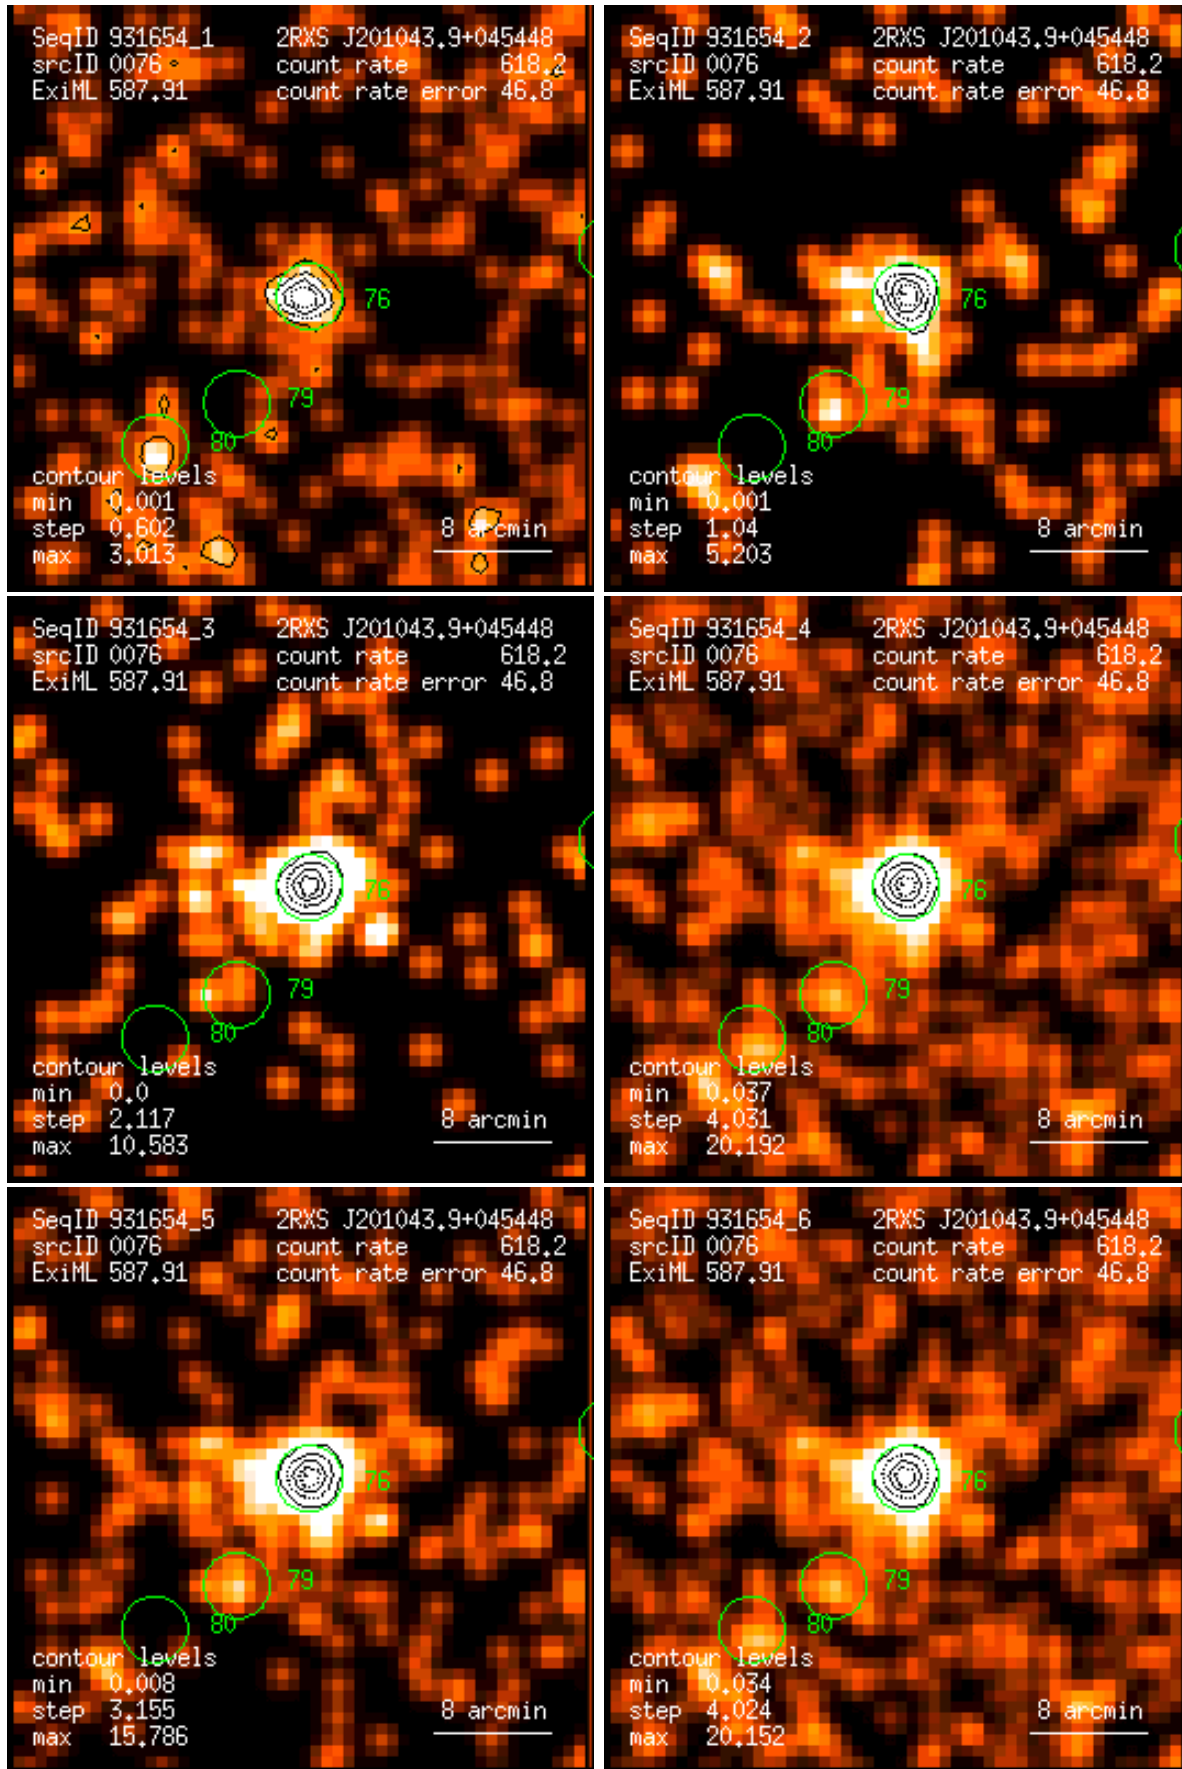 SeqID 931654_1 2RXS J201043.9+045448
srcID 0076 count rate 618.2
ExiML 587.91 count rate error 46.8
76
79
80
contour levels
min 0.001
step 0.602 8 arcmin
max 3.013
SeqID 931654_2 2RXS J201043.9+045448
srcID 0076 count rate 618.2
ExiML 587.91 count rate error 46.8
76
79
80
contour levels
min 0.001
step 1.04 8 arcmin
max 5.203
SeqID 931654_3 2RXS J201043.9+045448
srcID 0076 count rate 618.2
ExiML 587.91 count rate error 46.8
76
79
80
contour levels
min 0.0
step 2.117 8 arcmin
max 10.583
SeqID 931654_4 2RXS J201043.9+045448
srcID 0076 count rate 618.2
ExiML 587.91 count rate error 46.8
76
79
80
contour levels
min 0.037
step 4.031 8 arcmin
max 20.192
SeqID 931654_5 2RXS J201043.9+045448
srcID 0076 count rate 618.2
ExiML 587.91 count rate error 46.8
76
79
80
contour levels
min 0.008
step 3.155 8 arcmin
max 15.786
SeqID 931654_6 2RXS J201043.9+045448
srcID 0076 count rate 618.2
ExiML 587.91 count rate error 46.8
76
79
80
contour levels
min 0.034
step 4.024 8 arcmin
max 20.152